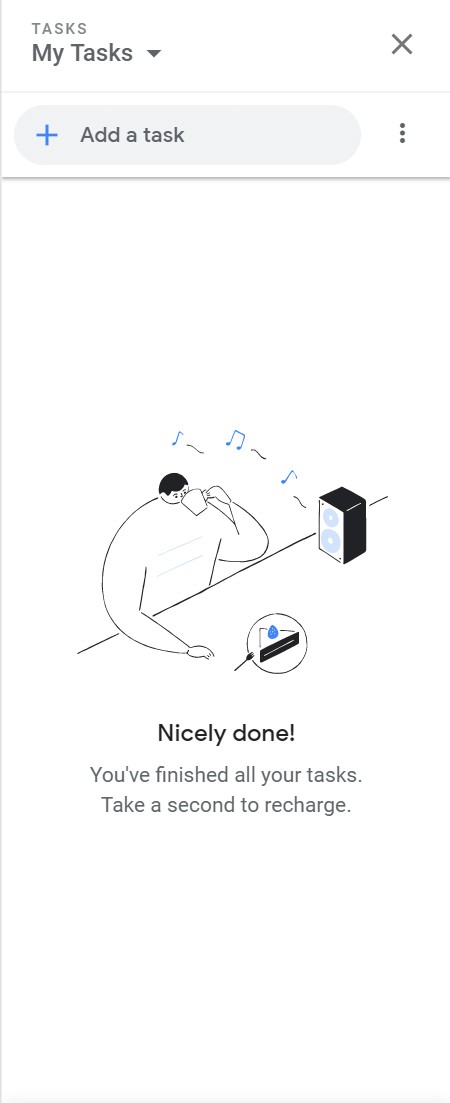 TASKS
My Tasks
Add a task
Nicely done!
You've finished all your tasks.
Take a second to recharge.